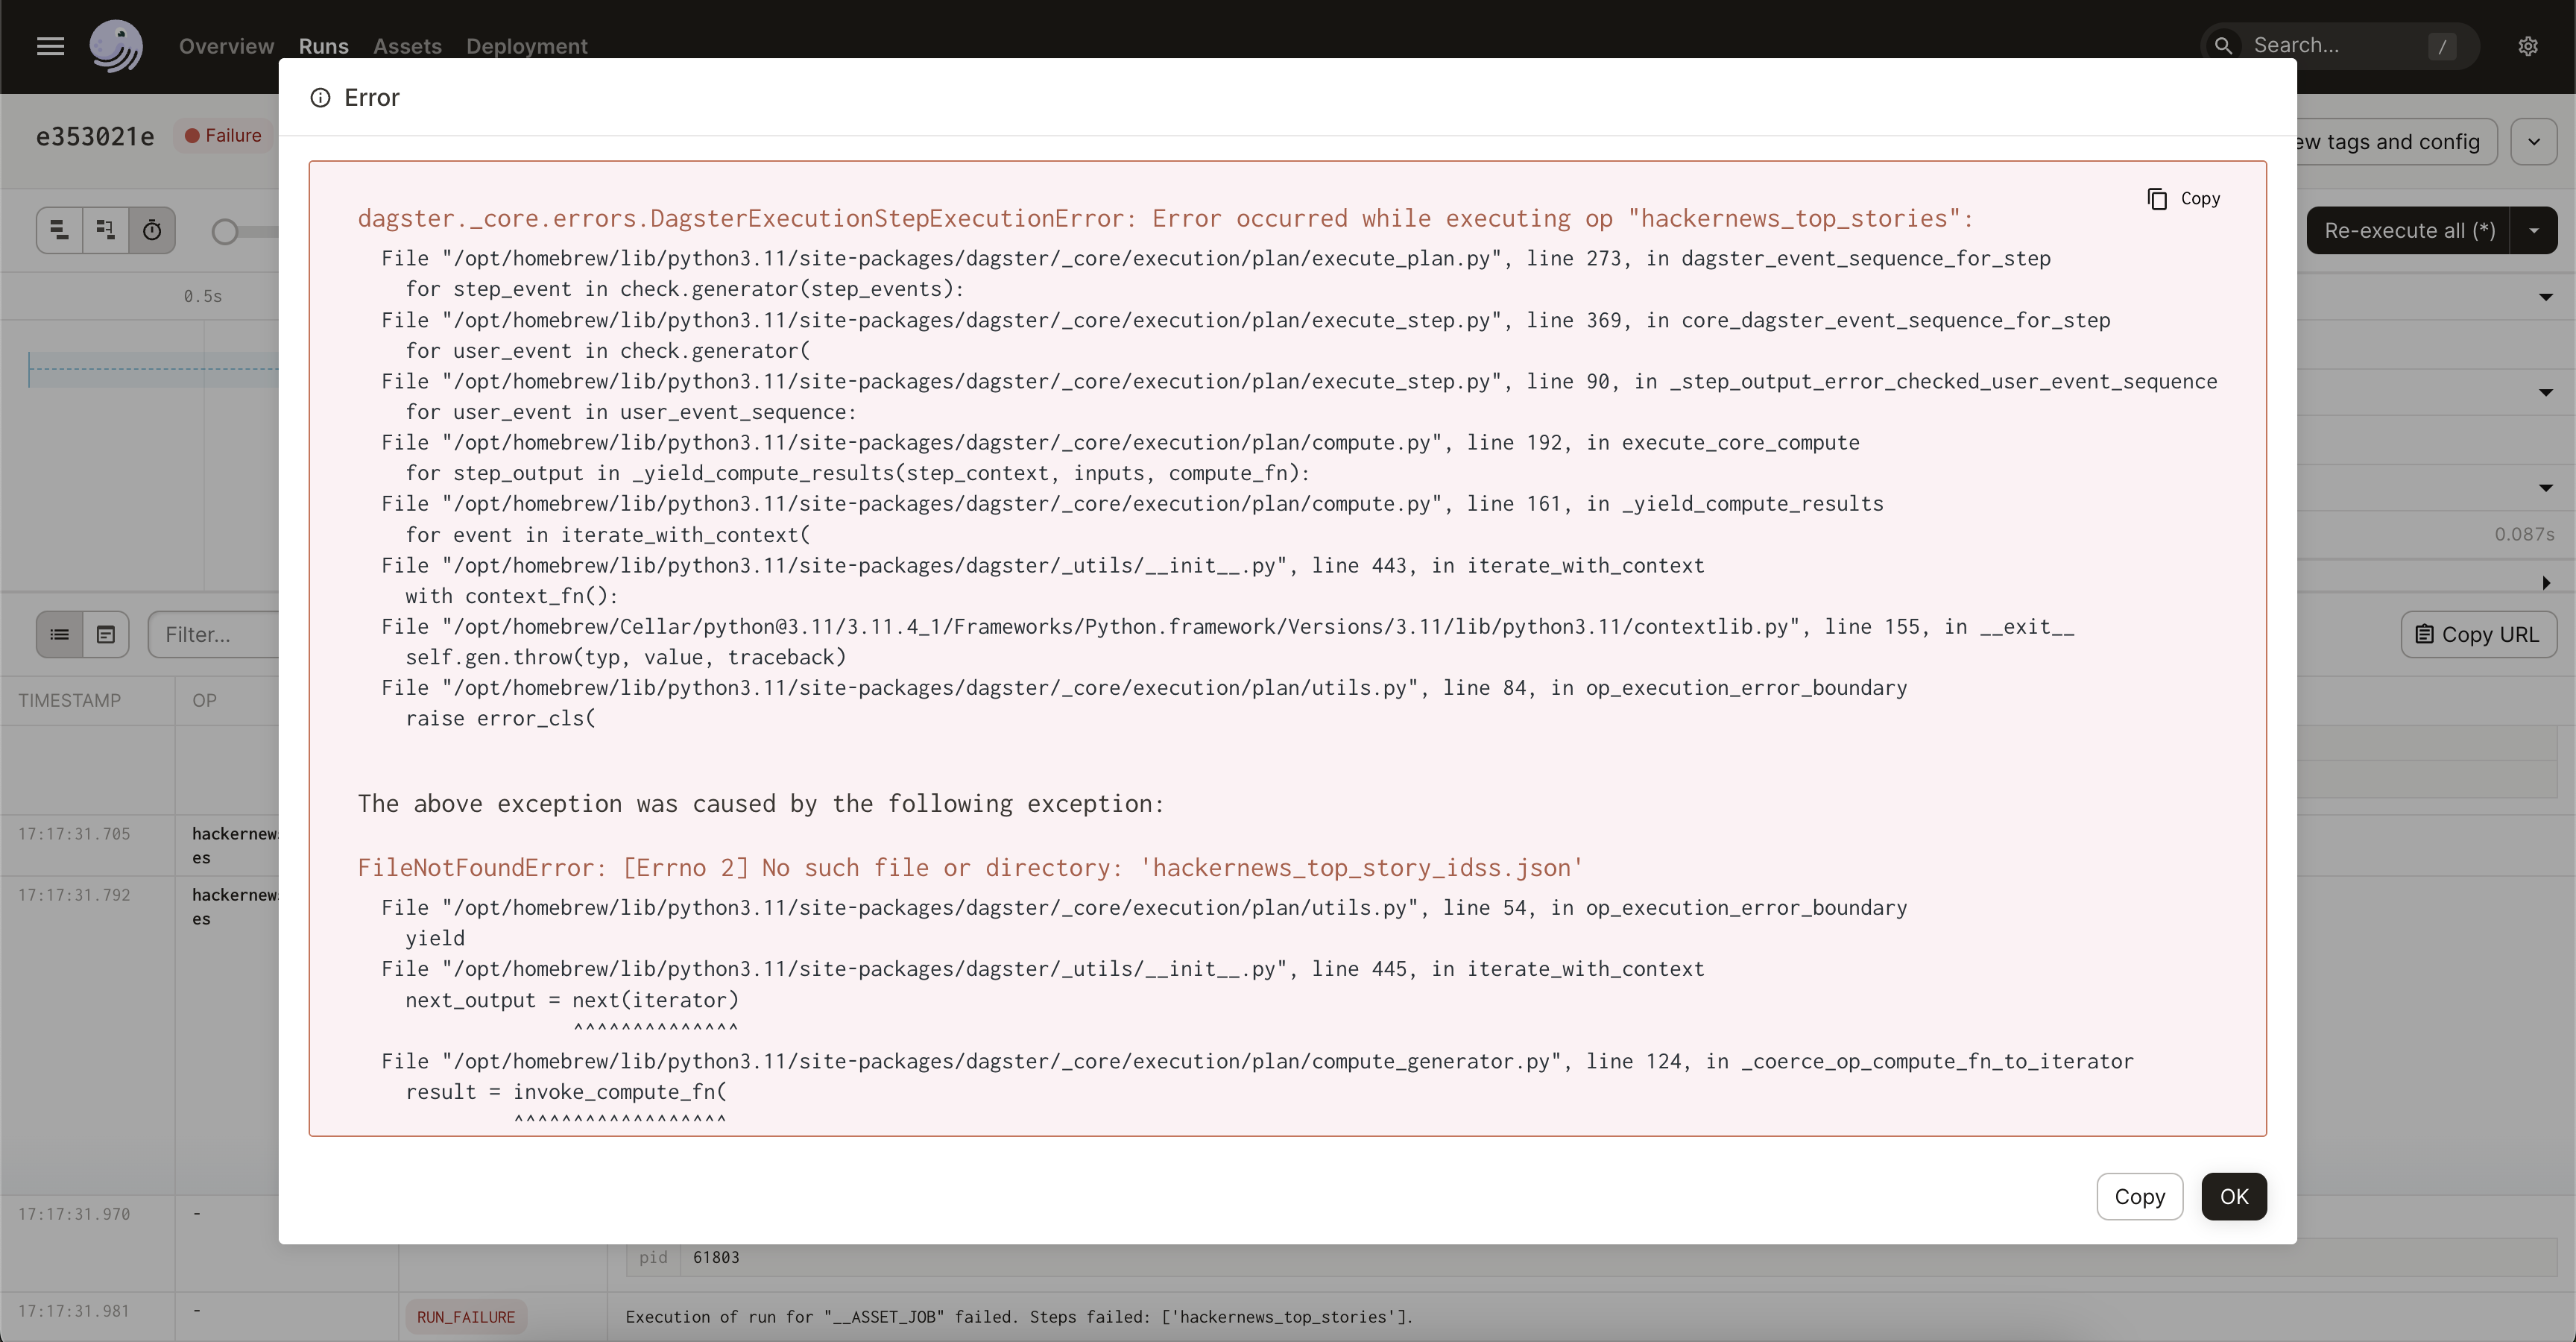 Overview Runs Assets Deployment
Search... /
Error
e353021e Failure
ew tags and config
Copy
dagster._core.errors.DagsterExecutionStepExecutionError: Error occurred while executing op "hackernews_top_stories":
File "/opt/homebrew/lib/python3.11/site-packages/dagster/_core/execution/plan/execute_plan.py", line 273, in dagster_event_sequence_for_step
for step_event in check.generator(step_events):
File "/opt/homebrew/lib/python3.11/site-packages/dagster/_core/execution/plan/execute_step.py", line 369, in core_dagster_event_sequence_for_step
for user_event in check.generator(
File "/opt/homebrew/lib/python3.11/site-packages/dagster/_core/execution/plan/execute_step.py", line 90, in _step_output_error_checked_user_event_sequence
for user_event in user_event_sequence:
File "/opt/homebrew/lib/python3.11/site-packages/dagster/_core/execution/plan/compute.py", line 192, in execute_core_compute
for step_output in _yield_compute_results(step_context, inputs, compute_fn):
File "/opt/homebrew/lib/python3.11/site-packages/dagster/_core/execution/plan/compute.py", line 161, in _yield_compute_results
for event in iterate_with_context(
File "/opt/homebrew/lib/python3.11/site-packages/dagster/_utils/__init__.py", line 443, in iterate_with_context
with context_fn():
File "/opt/homebrew/Cellar/python@3.11/3.11.4_1/Frameworks/Python.framework/Versions/3.11/lib/python3.11/contextlib.py", line 155, in __exit__
self.gen.throw(typ, value, traceback)
File "/opt/homebrew/lib/python3.11/site-packages/dagster/_core/execution/plan/utils.py", line 84, in op_execution_error_boundary
raise error_cls(
The above exception was caused by the following exception:
FileNotFoundError: [Errno 2] No such file or directory: 'hackernews_top_story_idss.json'
File "/opt/homebrew/lib/python3.11/site-packages/dagster/_core/execution/plan/utils.py", line 54, in op_execution_error_boundary
yield
File "/opt/homebrew/lib/python3.11/site-packages/dagster/_utils/__init__.py", line 445, in iterate_with_context
next_output = next(iterator)
^^^^^^^^^^^^^^
File "/opt/homebrew/lib/python3.11/site-packages/dagster/_core/execution/plan/compute_generator.py", line 124, in _coerce_op_compute_fn_to_iterator
result = invoke_compute_fn(
^^^^^^^^^^^^^^^^^^
Copy OK
Re-execute all (*)
0.5s
0.087s
Filter...
Copy URL
TIMESTAMP OP
17:17:31.705 hackernew
es
17:17:31.792 hackernew
es
17:17:31.970 -
pid 61803
17:17:31.981 - RUN_FAILURE Execution of run for "__ASSET_JOB" failed. Steps failed: ['hackernews_top_stories'].